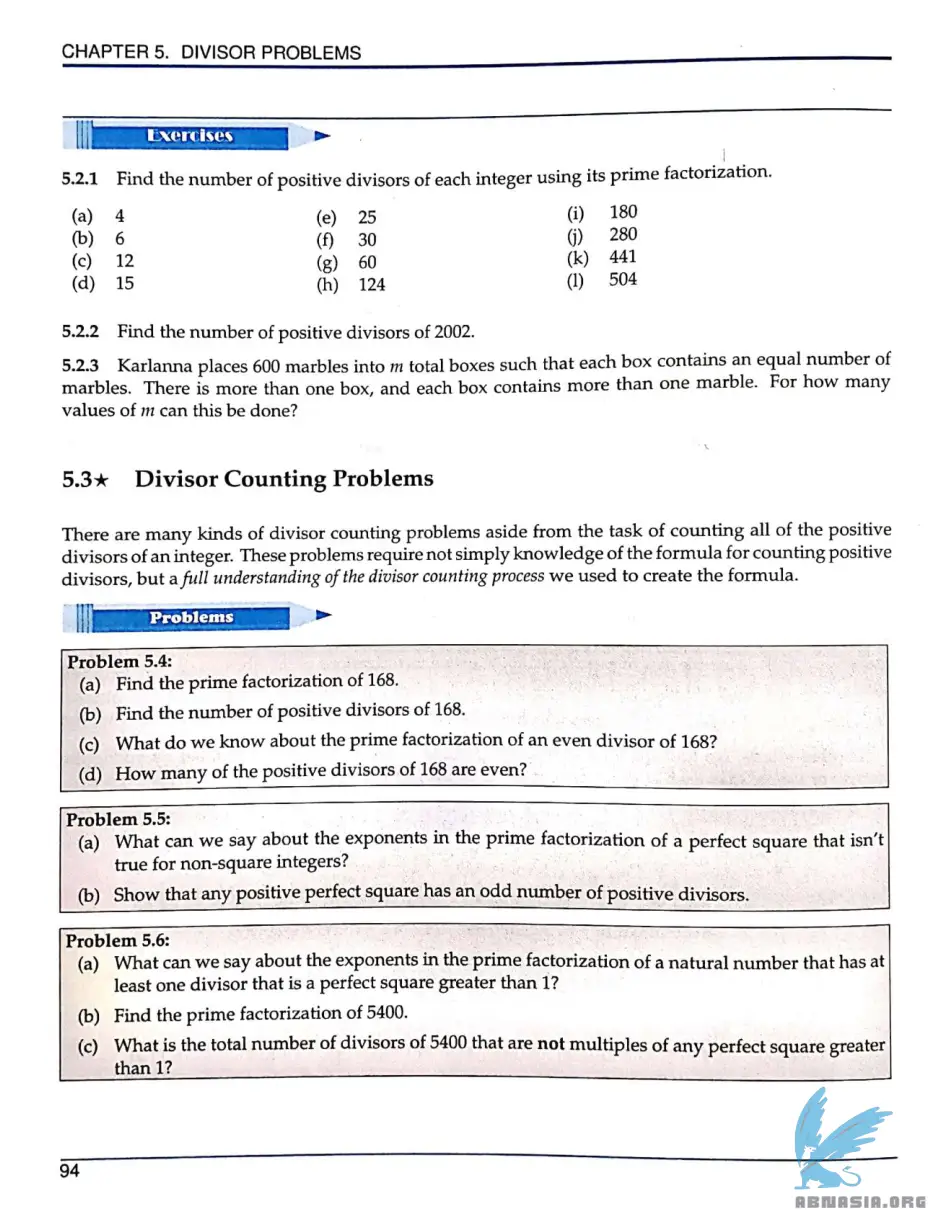 CHAPTER 5. DIVISOR PROBLEMS
Exercises
5.2.1 Find the number of positive divisors of each integer using its prime factorization.
(a) 4 (e) 25 (i) 180
(b) 6 (f) 30 (j) 280
(c) 12 (g) 60 (k) 441
(d) 15 (h) 124 (l) 504
5.2.2 Find the number of positive divisors of 2002.
5.2.3 Karlanna places 600 marbles into m total boxes such that each box contains an equal number of
marbles. There is more than one box, and each box contains more than one marble. For how many
values of m can this be done?
5.3★ Divisor Counting Problems
There are many kinds of divisor counting problems aside from the task of counting all of the positive
divisors of an integer. These problems require not simply knowledge of the formula for counting positive
divisors, but a full understanding of the divisor counting process we used to create the formula.
Problems
Problem 5.4:
(a) Find the prime factorization of 168.
(b) Find the number of positive divisors of 168.
(c) What do we know about the prime factorization of an even divisor of 168?
(d) How many of the positive divisors of 168 are even?
Problem 5.5:
(a) What can we say about the exponents in the prime factorization of a perfect square that isn't
true for non-square integers?
(b) Show that any positive perfect square has an odd number of positive divisors.
Problem 5.6:
(a) What can we say about the exponents in the prime factorization of a natural number that has at
least one divisor that is a perfect square greater than 1?
(b) Find the prime factorization of 5400.
(c) What is the total number of divisors of 5400 that are not multiples of any perfect square greater
than 1?
94
ABNASIA.ORG